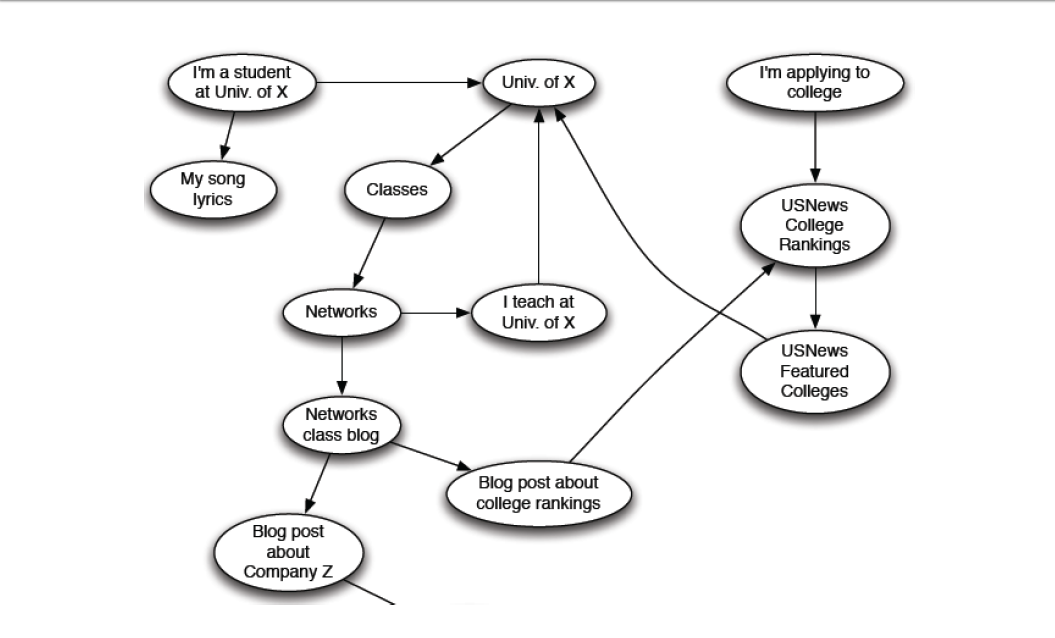 I'm a student
at Univ. of X
Univ. of X
I'm applying to
college
My song
lyrics
Classes
USNews
College
Rankings
Networks
I teach at
Univ. of X
USNews
Featured
Colleges
Networks
class blog
Blog post about
college rankings
Blog post
about
Company Z